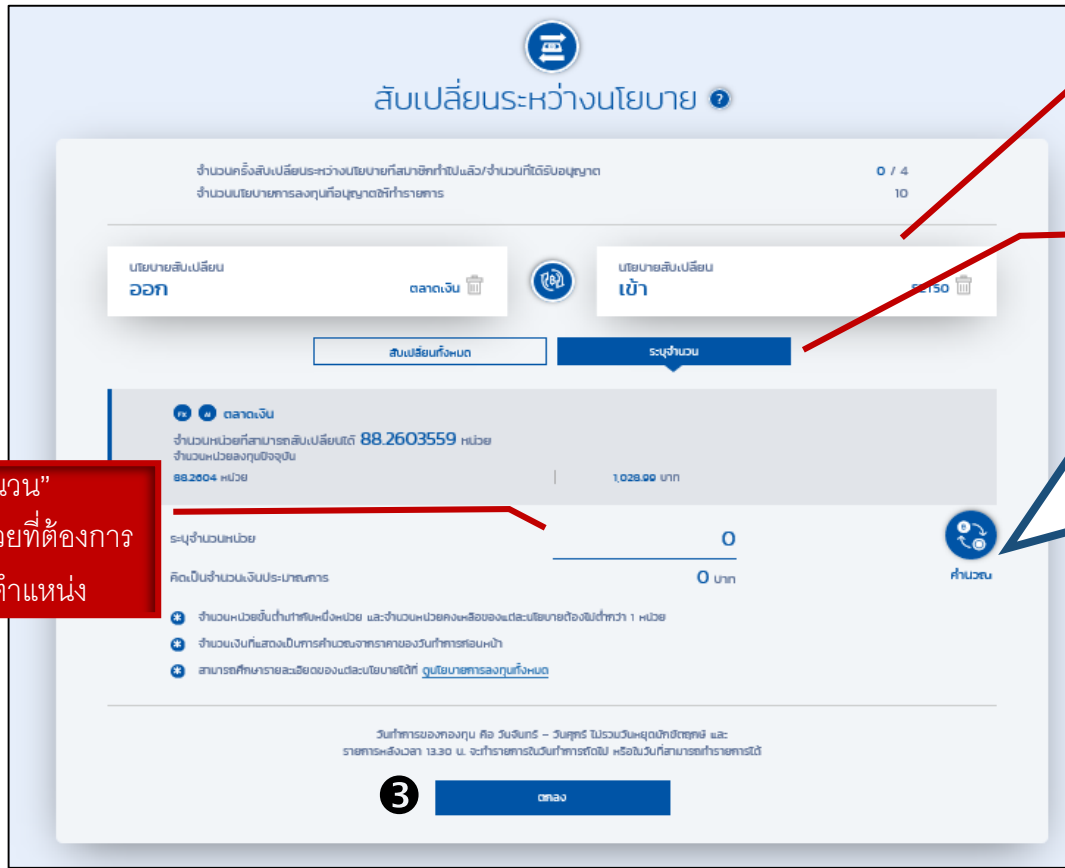 สับเปลี่ยนระหว่างนโยบาย ?
จำนวนครั้งสับเปลี่ยนระหว่างนโยบายที่สมาชิกทำไปแล้ว/จำนวนที่ได้รับอนุญาต 0 / 4
จำนวนนโยบายการลงทุนที่อนุญาตให้ทำรายการ 10
นโยบายสับเปลี่ยน
ออก ตลาดเงิน
นโยบายสับเปลี่ยน
เข้า
สับเปลี่ยนทั้งหมด ระบุจำนวน
FX AI ตลาดเงิน
จำนวนหน่วยที่สามารถสับเปลี่ยนได้ 88.2603559 หน่วย
จำนวนหน่วยลงทุนปัจจุบัน
88.2604 หน่วย | 1,028.99 บาท
นวน”
วยที่ต้องการ
ตำแหน่ง
ระบุจำนวนหน่วย 0
คิดเป็นจำนวนเงินประมาณการ 0 บาท
คำนวณ
จำนวนหน่วยขั้นต่ำเท่ากับหนึ่งหน่วย และจำนวนหน่วยคงเหลือของแต่ละนโยบายต้องไม่ต่ำกว่า 1 หน่วย
จำนวนเงินที่แสดงเป็นการคำนวณจากราคาของวันทำการก่อนหน้า
สามารถศึกษารายละเอียดของแต่ละนโยบายได้ที่ ดูนโยบายการลงทุนทั้งหมด
วันทำการของกองทุน คือ วันจันทร์ – วันศุกร์ ไม่รวมวันหยุดนักขัตฤกษ์ และ
รายการหลังเวลา 13.30 น. จะทำรายการในวันทำการถัดไป หรือในวันที่สามารถทำรายการได้
3 ตกลง